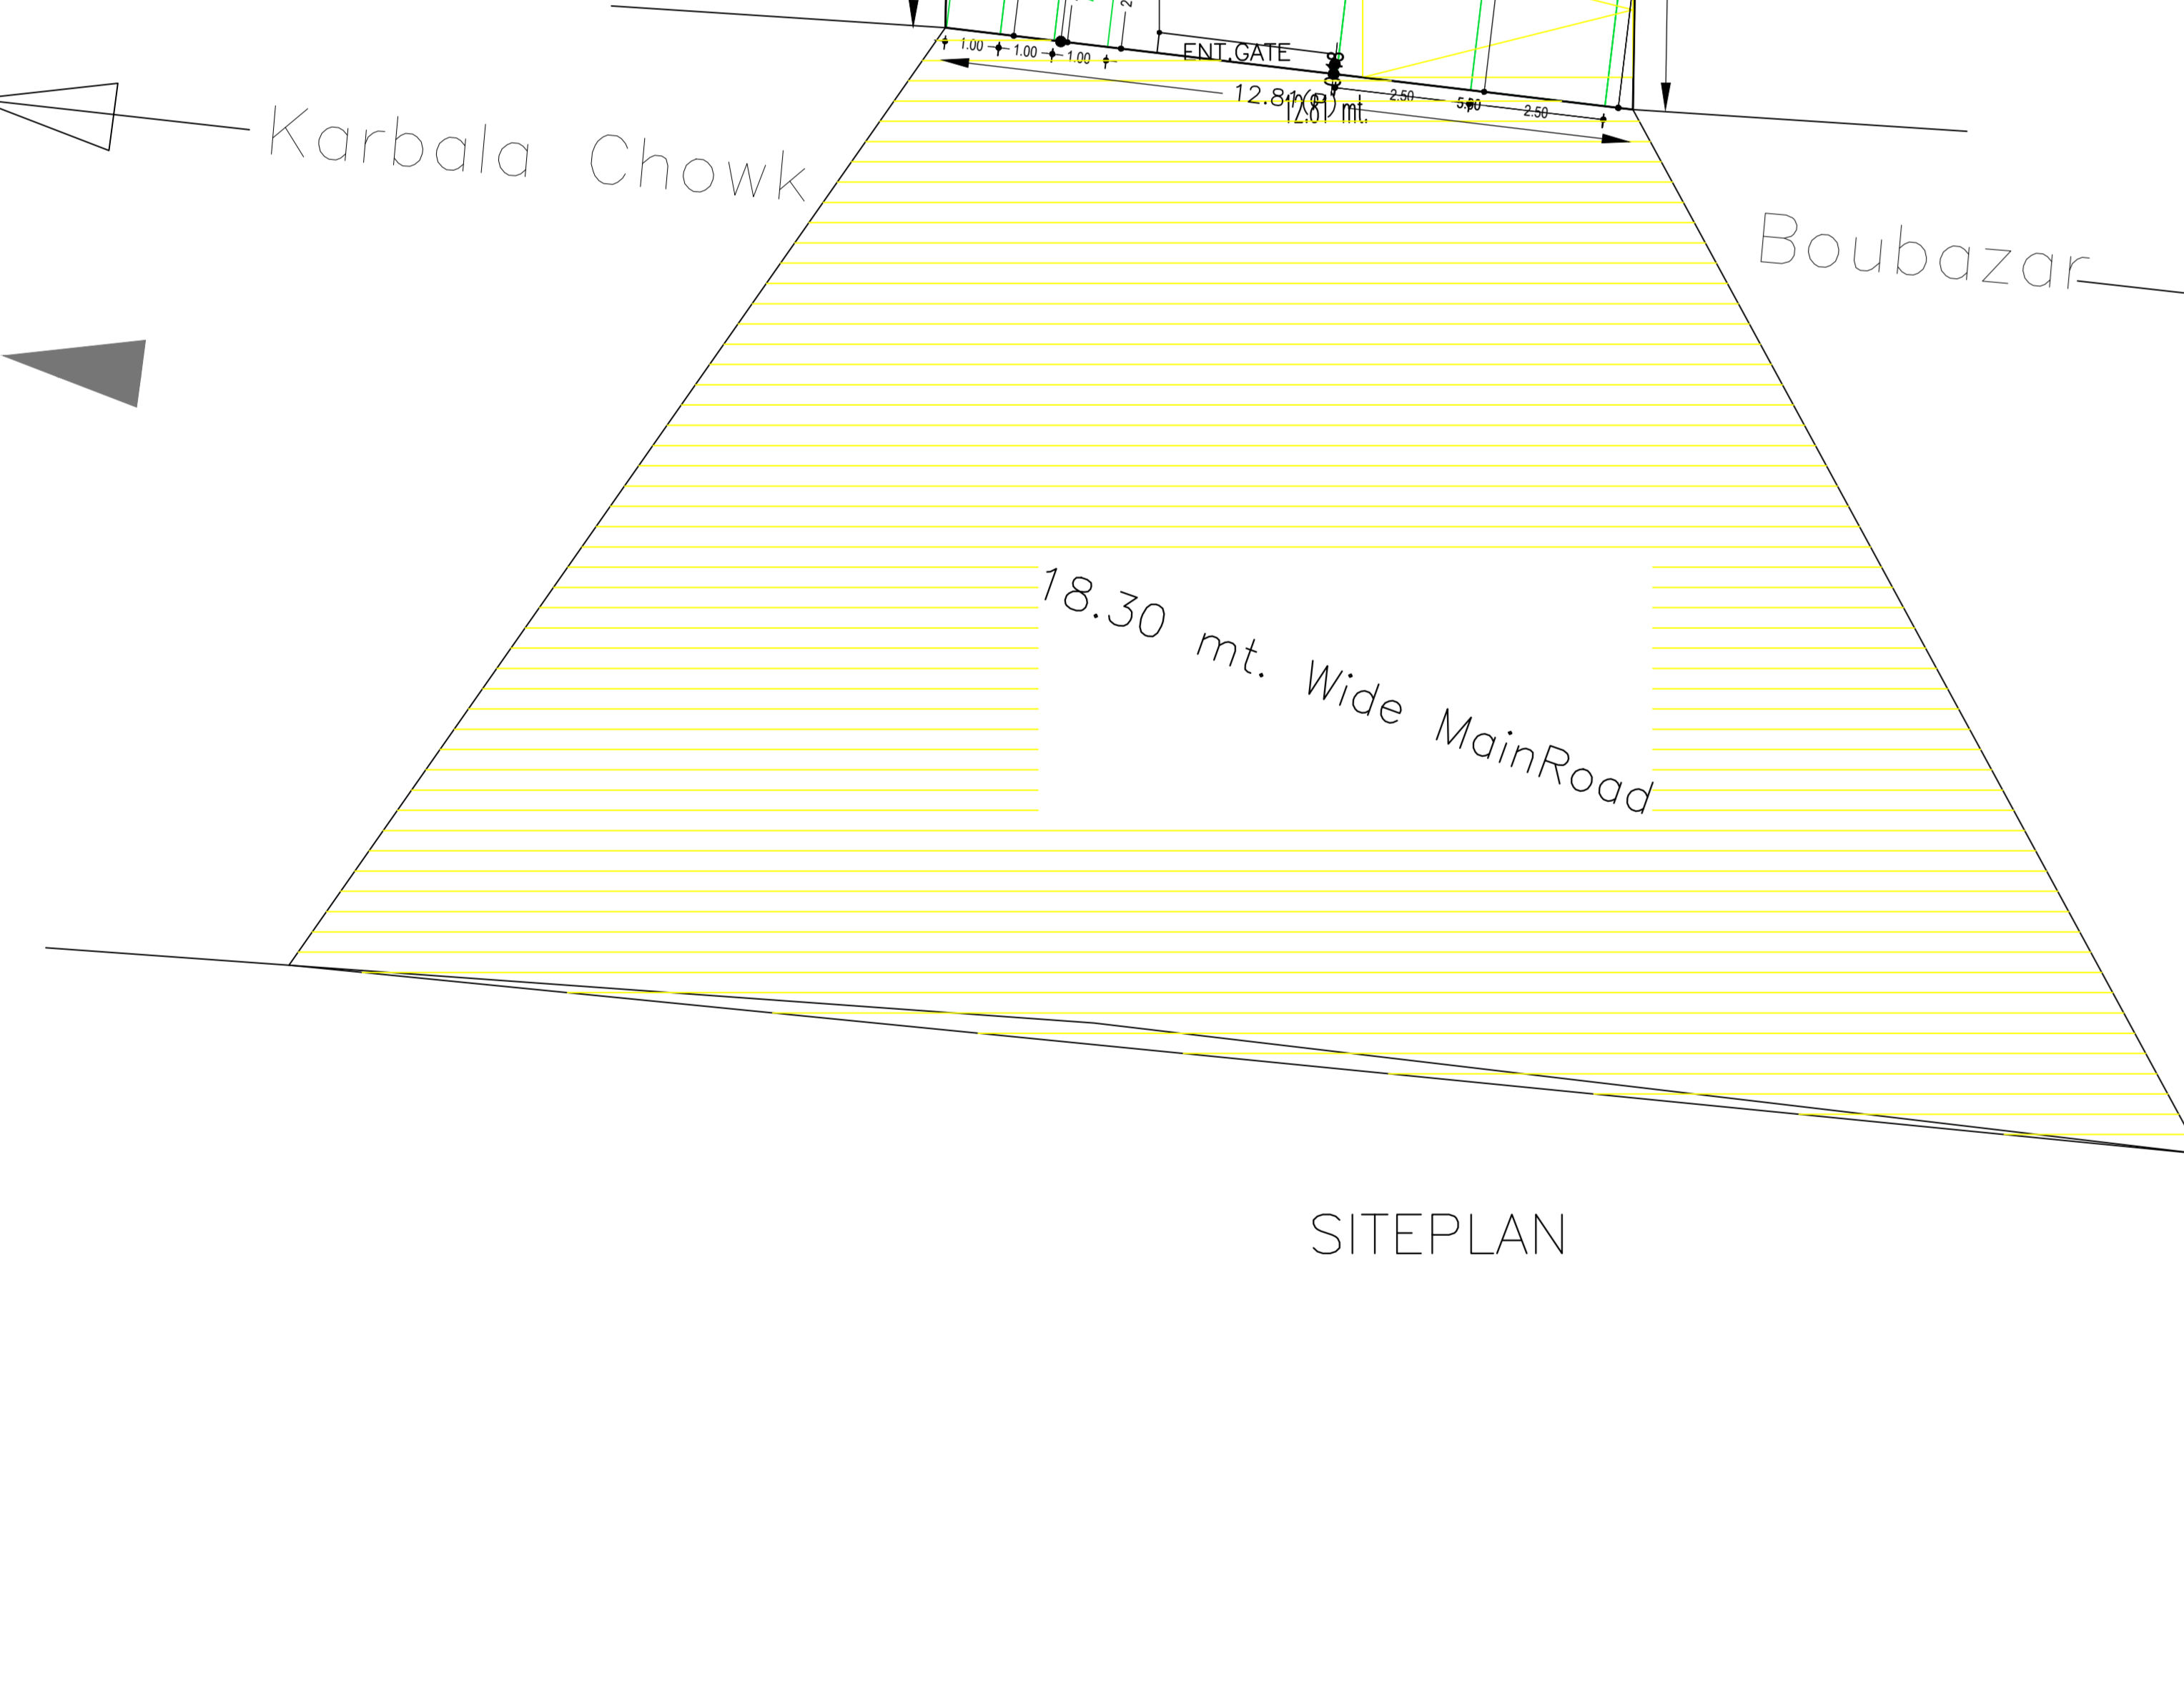 1.00
1.00
1.00
ENT.GATE
12.81 mt.
2.50
2.50
Karbala Chowk
Boubazar
18.30 mt. Wide MainRoad
SITEPLAN